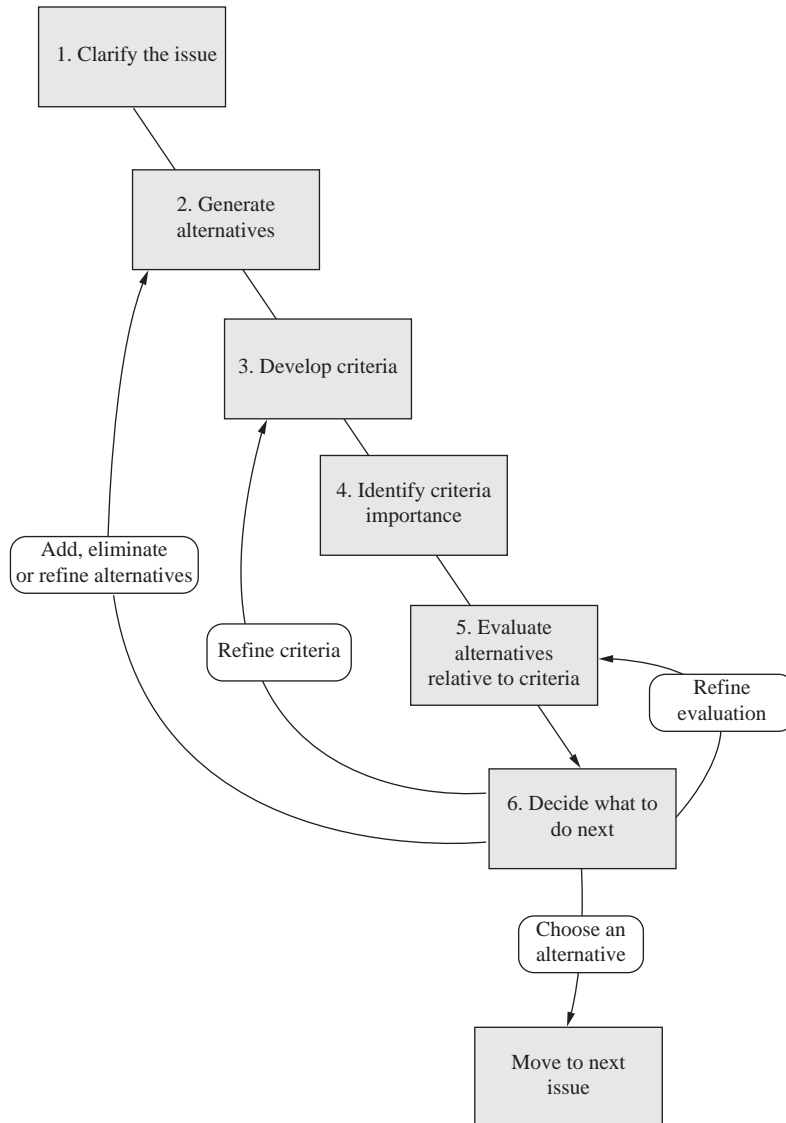 1. Clarify the issue
2. Generate
alternatives
3. Develop criteria
4. Identify criteria
importance
Add, eliminate
or refine alternatives
5. Evaluate
alternatives
relative to criteria
Refine criteria
Refine
evaluation
6. Decide what to
do next
Choose an
alternative
Move to next
issue